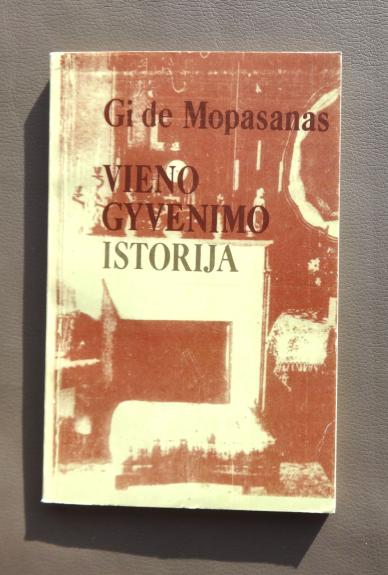 Gi de Mopasanas
VIENO
GYVENIMO
ISTORIJA